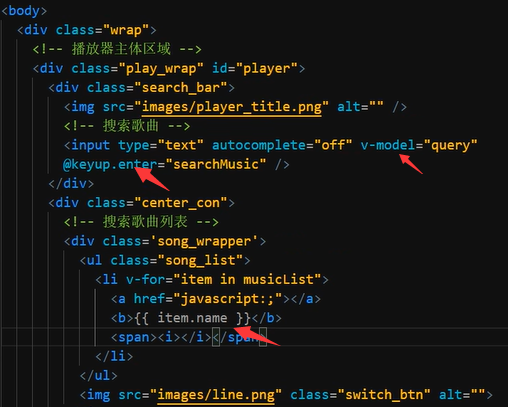 <body>
<div class="wrap">
<!-- 播放器主体区域 -->
<div class="play_wrap" id="player">
<div class="search_bar">
<img src="images/player_title.png" alt="" />
<!-- 搜索歌曲 -->
<input type="text" autocomplete="off" v-model="query"
@keyup.enter="searchMusic" />
</div>
<div class="center_con">
<!-- 搜索歌曲列表 -->
<div class='song_wrapper'>
<ul class="song_list">
<li v-for="item in musicList">
<a href="javascript:;"></a>
<b>{{ item.name }}</b>
<span><i></i></span>
</li>
</ul>
<img src="images/line.png" class="switch_btn" alt="">